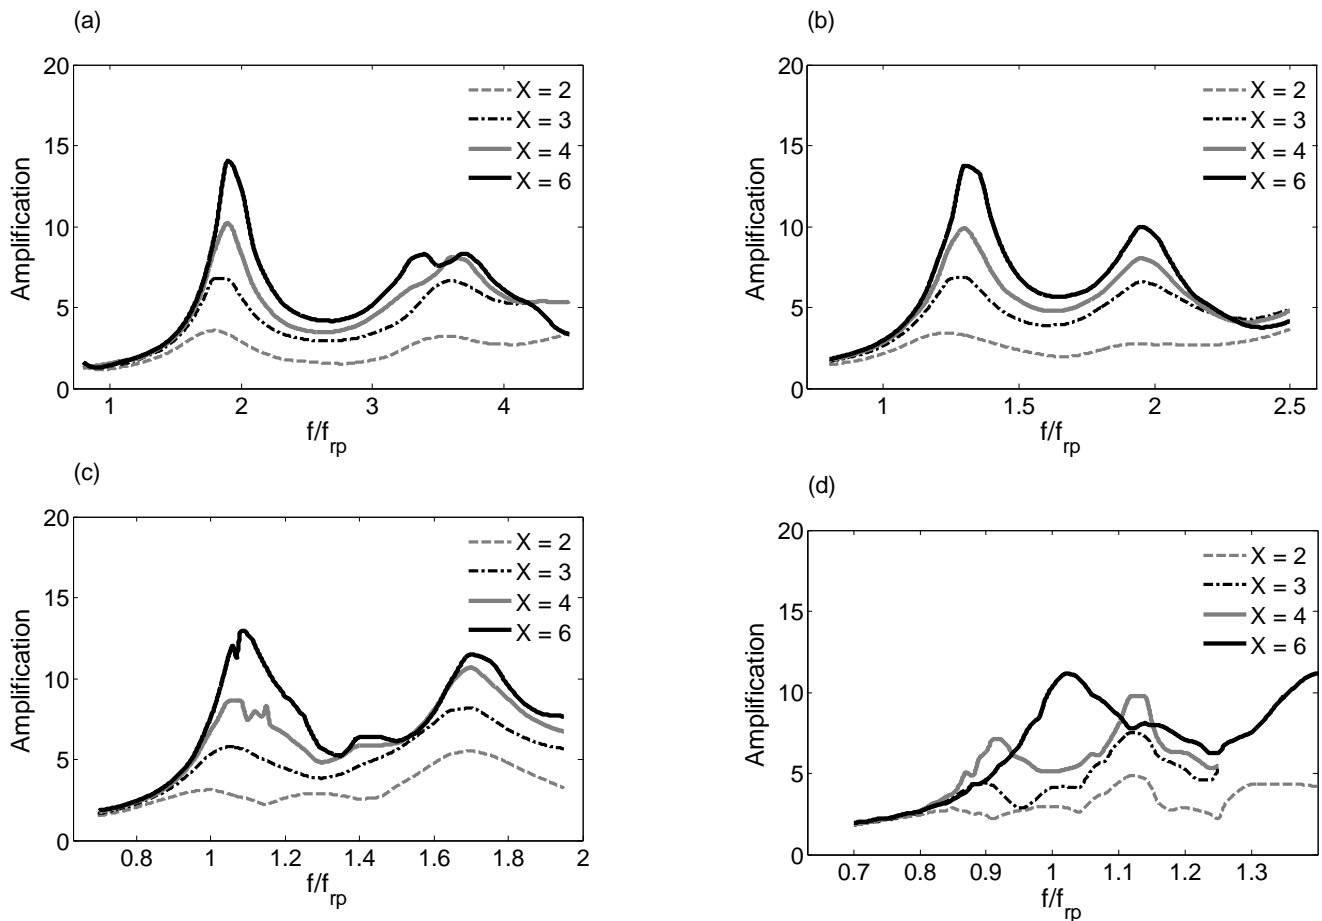 (a)
20
15
10
5
0
Amplification
X = 2
X = 3
X = 4
X = 6
1 2 3 4
f/f_rp
(b)
20
15
10
5
0
Amplification
X = 2
X = 3
X = 4
X = 6
1 1.5 2 2.5
f/f_rp
(c)
20
15
10
5
0
Amplification
X = 2
X = 3
X = 4
X = 6
0.8 1 1.2 1.4 1.6 1.8 2
f/f_rp
(d)
20
15
10
5
0
Amplification
X = 2
X = 3
X = 4
X = 6
0.7 0.8 0.9 1 1.1 1.2 1.3
f/f_rp